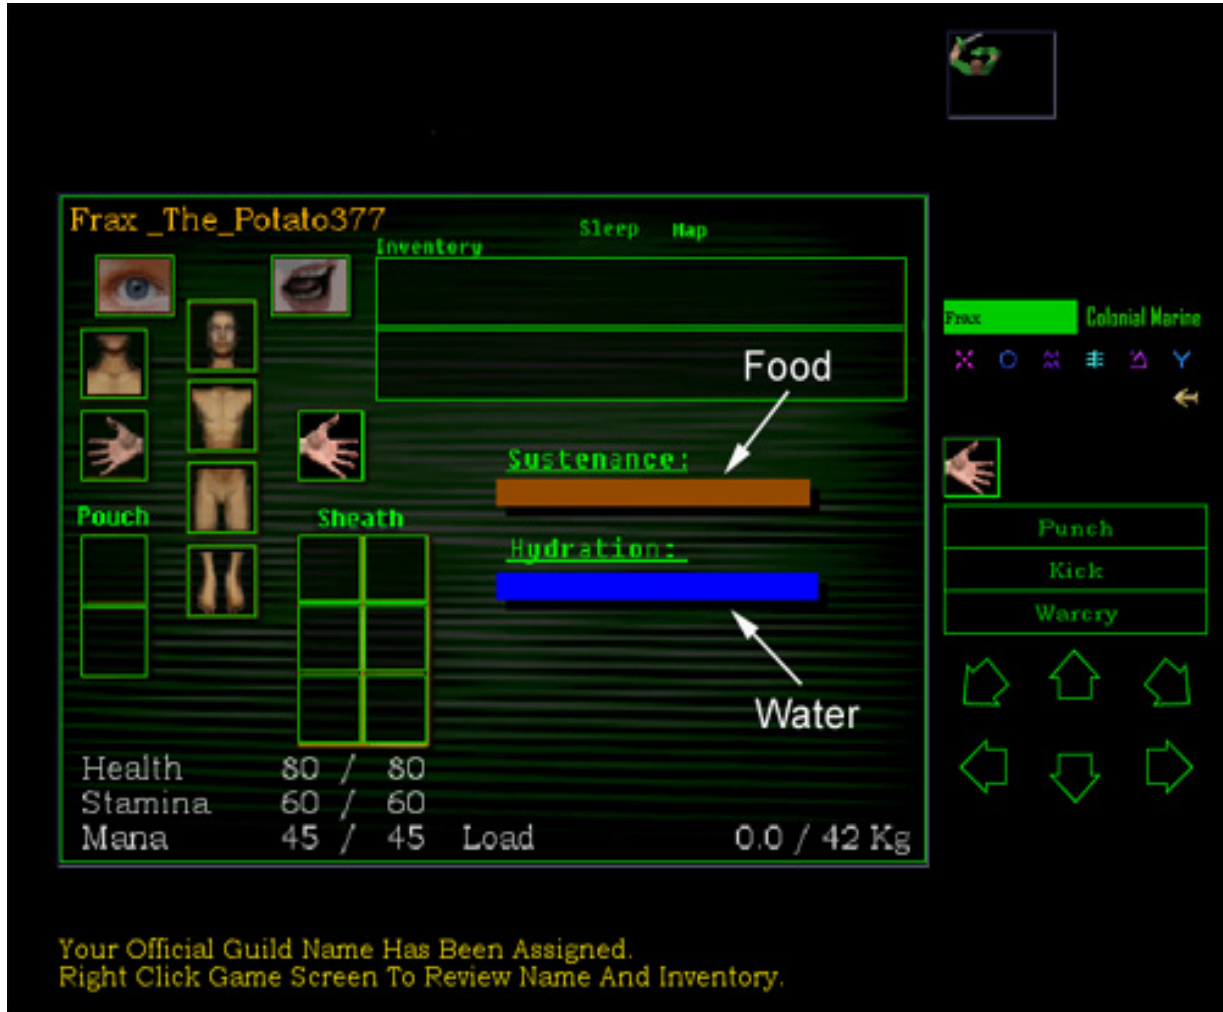 Frax _The_Potato377
Sleep Map
Inventory
Frax Colonial Marine
Food
Sustenance:
Pouch
Sheath
Hydration:
Punch
Kick
Warcry
Water
Health 80 / 80
Stamina 60 / 60
Mana 45 / 45 Load 0.0 / 42 Kg
Your Official Guild Name Has Been Assigned.
Right Click Game Screen To Review Name And Inventory.